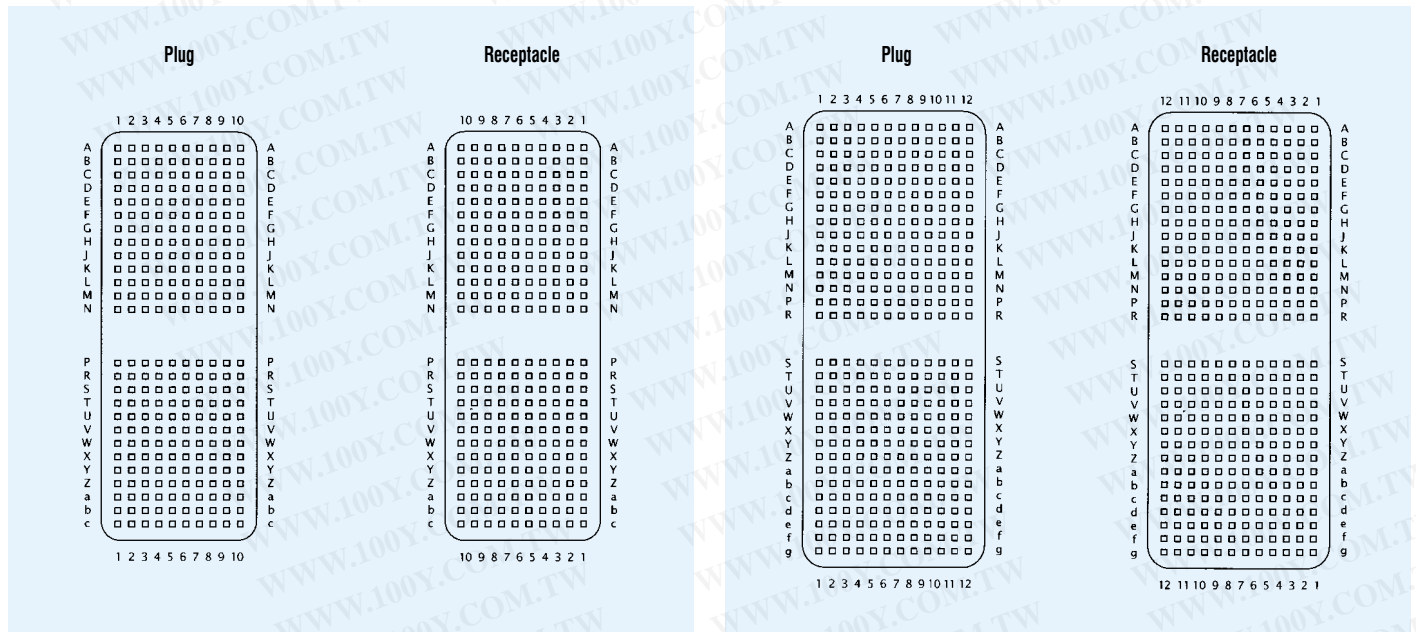 Plug Receptacle
1 2 3 4 5 6 7 8 9 10 10 9 8 7 6 5 4 3 2 1
A A A A
B B B B
C C C C
D D D D
E E E E
F F F F
G G G G
H H H H
J J J J
K K K K
L L L L
M M M M
N N N N
P P P P
R R R R
S S S S
T T T T
U U U U
V V V V
W W W W
X X X X
Y Y Y Y
Z Z Z Z
a a a a
b b b b
c c c c
1 2 3 4 5 6 7 8 9 10 10 9 8 7 6 5 4 3 2 1
Plug Receptacle
1 2 3 4 5 6 7 8 9 10 11 12 12 11 10 9 8 7 6 5 4 3 2 1
A A A A
B B B B
C C C C
D D D D
E E E E
F F F F
G G G G
H H H H
J J J J
K K K K
L L L L
M M M M
N N N N
P P P P
R R R R
S S S S
T T T T
U U U U
V V V V
W W W W
X X X X
Y Y Y Y
Z Z Z Z
a a a a
b b b b
c c c c
d d d d
e e e e
f f f f
g g g g
1 2 3 4 5 6 7 8 9 10 11 12 12 11 10 9 8 7 6 5 4 3 2 1
WWW.100Y.COM.TW